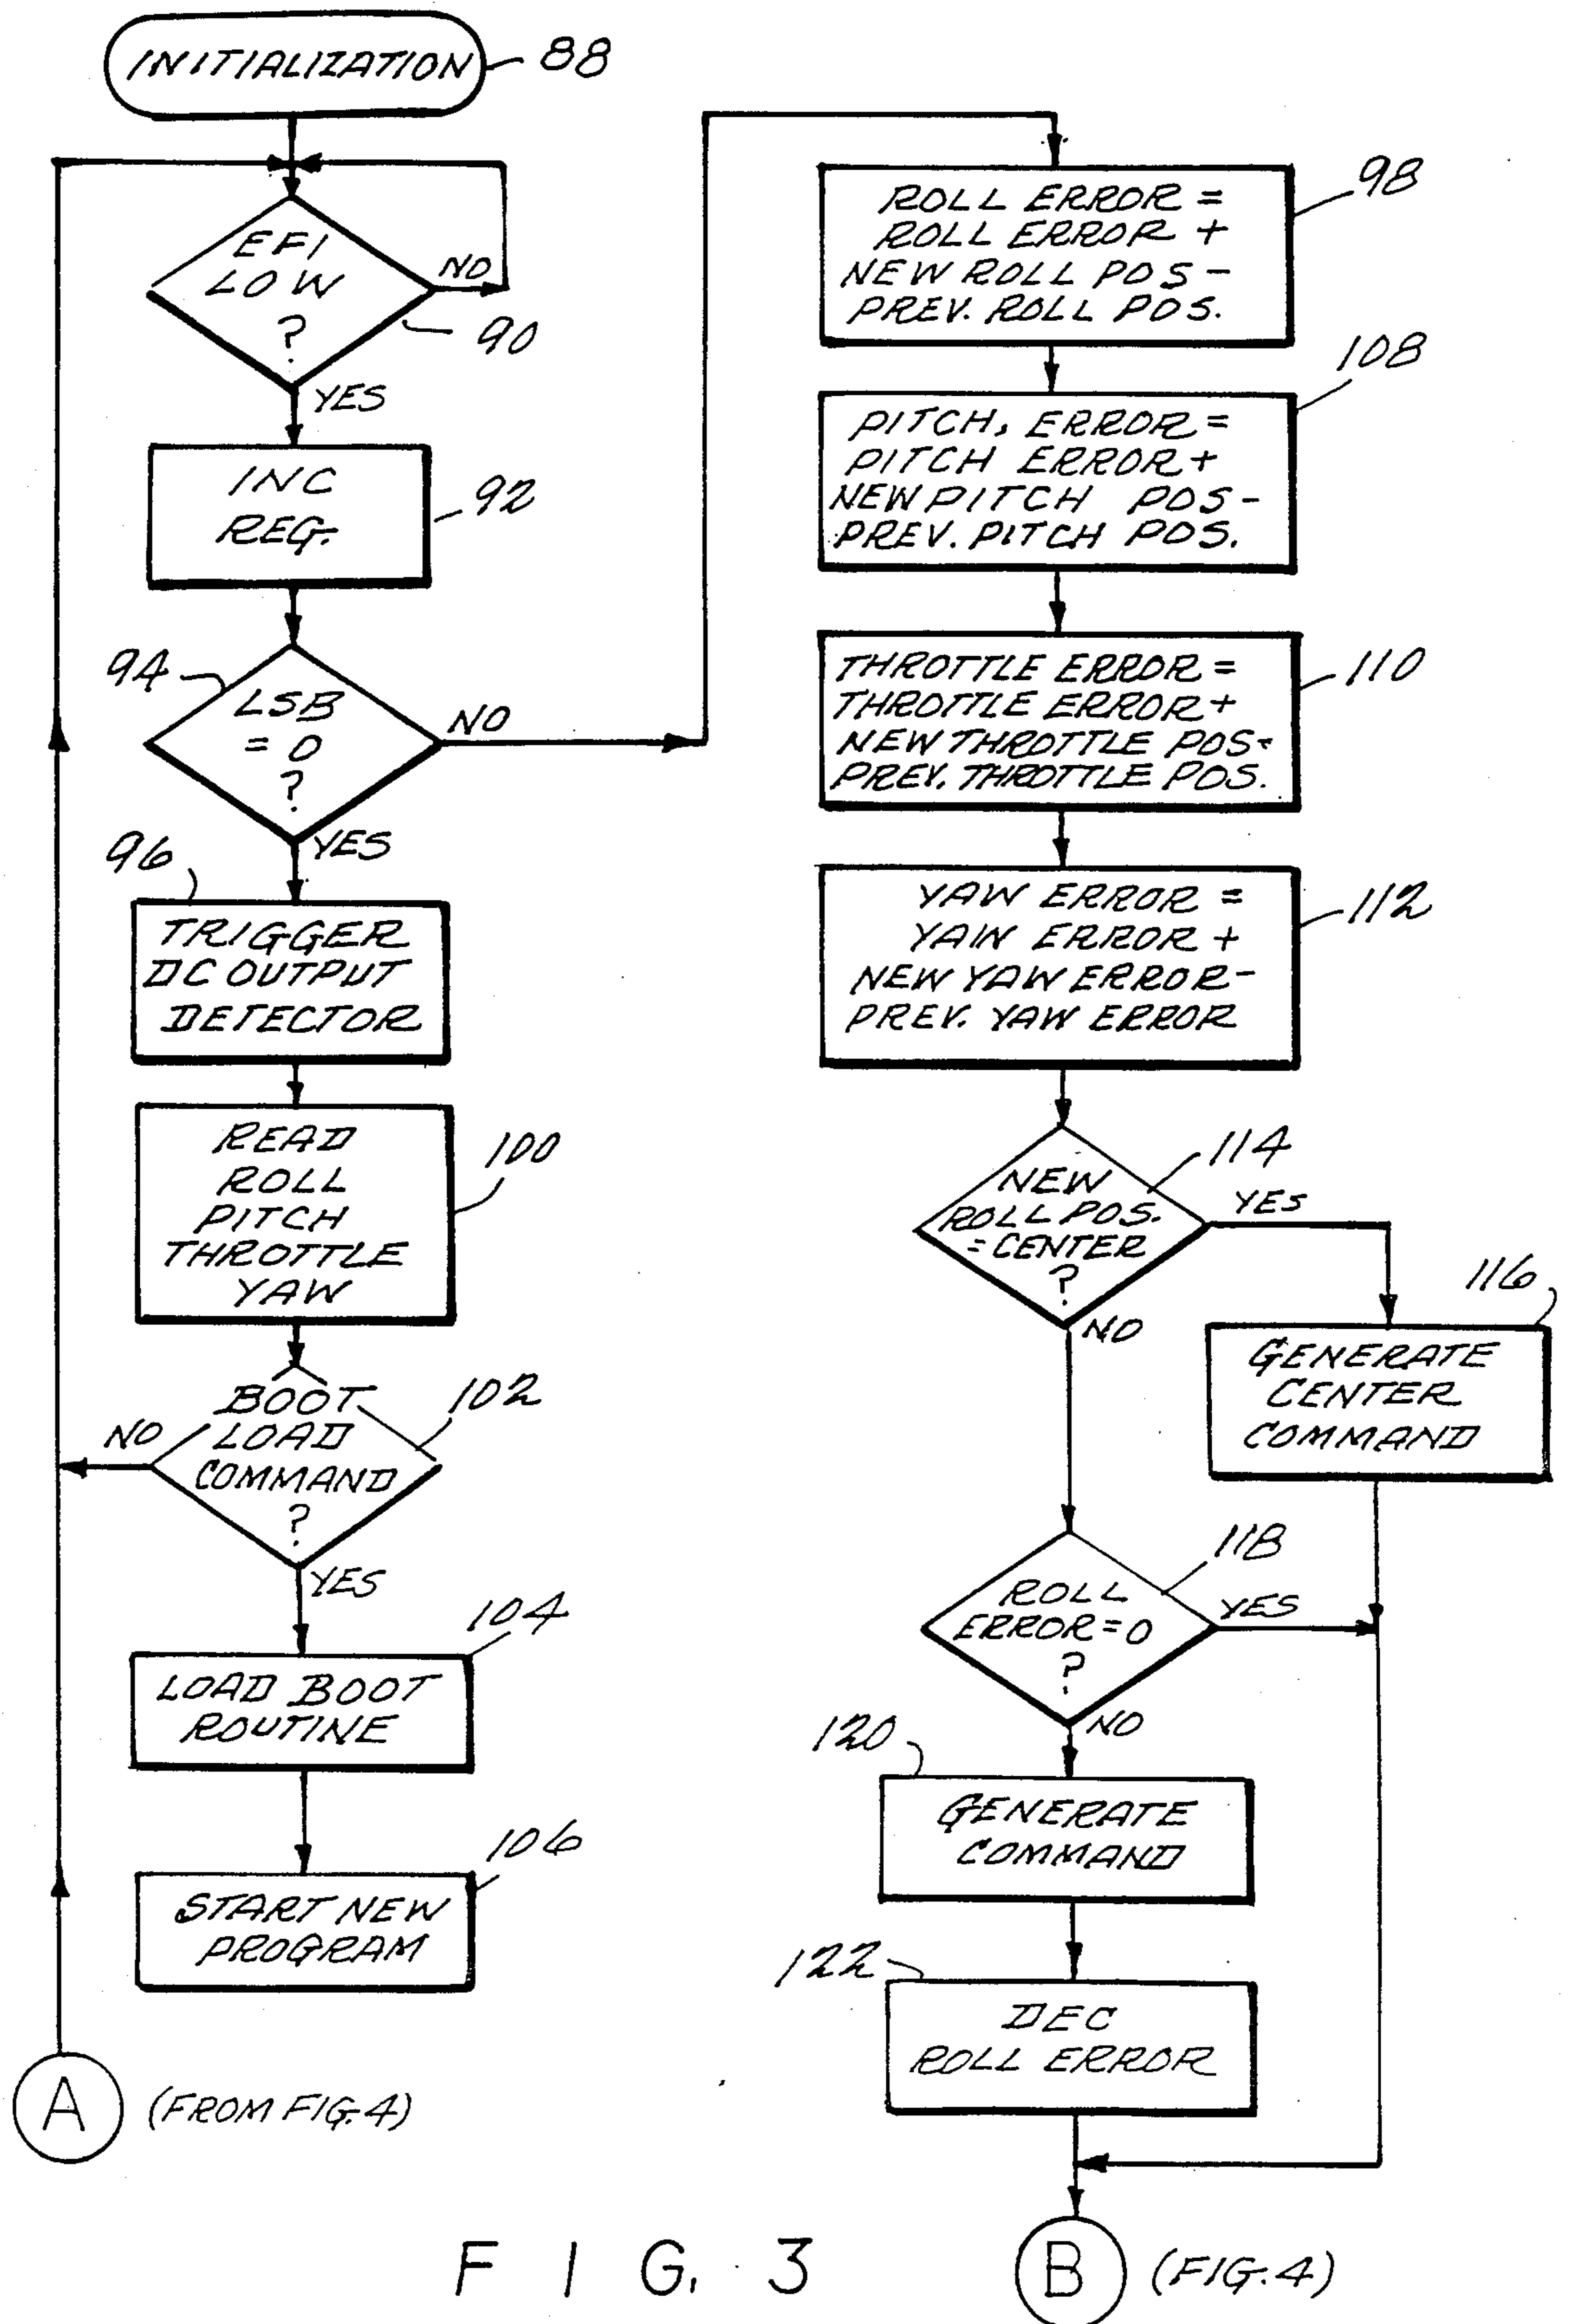 INITIALIZATION
88
EFI
LOW
?
NO
90
YES
INC
REG.
92
94
LSB
= 0
?
NO
YES
96
TRIGGER
DC OUTPUT
DETECTOR
READ
ROLL
PITCH
THROTTLE
YAW
100
BOOT
LOAD
COMMAND
?
102
NO
YES
104
LOAD BOOT
ROUTINE
106
START NEW
PROGRAM
A
(FROM FIG. 4)
98
ROLL ERROR =
ROLL ERROR +
NEW ROLL POS -
PREV. ROLL POS.
108
PITCH, ERROR =
PITCH ERROR +
NEW PITCH POS -
PREV. PITCH POS.
110
THROTTLE ERROR =
THROTTLE ERROR +
NEW THROTTLE POS -
PREV. THROTTLE POS.
112
YAW ERROR =
YAW ERROR +
NEW YAW ERROR -
PREV. YAW ERROR
114
NEW
ROLL POS.
= CENTER
?
YES
NO
116
GENERATE
CENTER
COMMAND
118
ROLL
ERROR = 0
?
YES
NO
120
GENERATE
COMMAND
122
DEC
ROLL ERROR
B
(FIG. 4)
FIG. 3